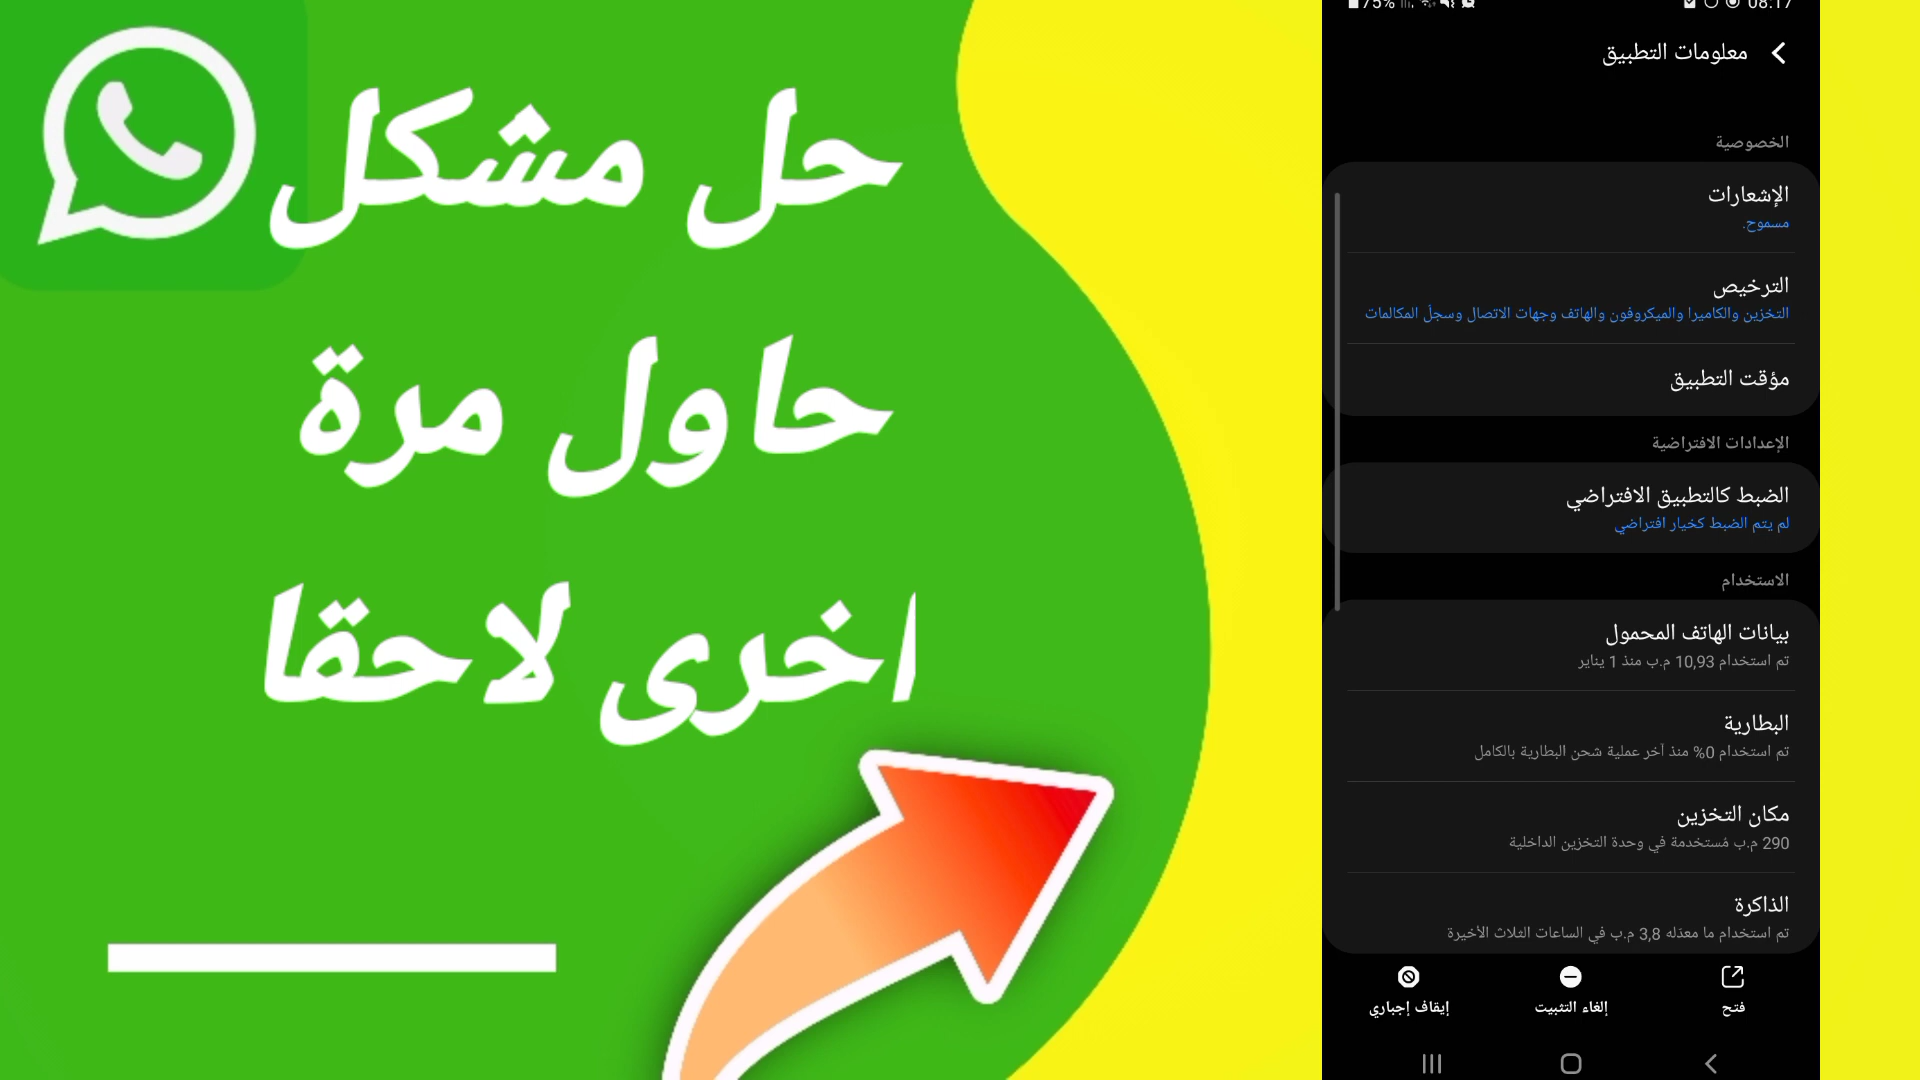 حل مشكل
حاول مرة
اخرى لاحقا
75%
08:17
معلومات التطبيق
الخصوصية
الإشعارات
مسموح.
الترخيص
التخزين والكاميرا والميكروفون والهاتف وجهات الاتصال وسجلّ المكالمات
مؤقت التطبيق
الإعدادات الافتراضية
الضبط كالتطبيق الافتراضي
لم يتم الضبط كخيار افتراضي
الاستخدام
بيانات الهاتف المحمول
تم استخدام 10,93 م.ب منذ 1 يناير
البطارية
تم استخدام 0% منذ آخر عملية شحن البطارية بالكامل
مكان التخزين
290 م.ب مُستخدمة في وحدة التخزين الداخلية
الذاكرة
تم استخدام ما معدله 3,8 م.ب في الساعات الثلاث الأخيرة
فتح
إلغاء التثبيت
إيقاف إجباري